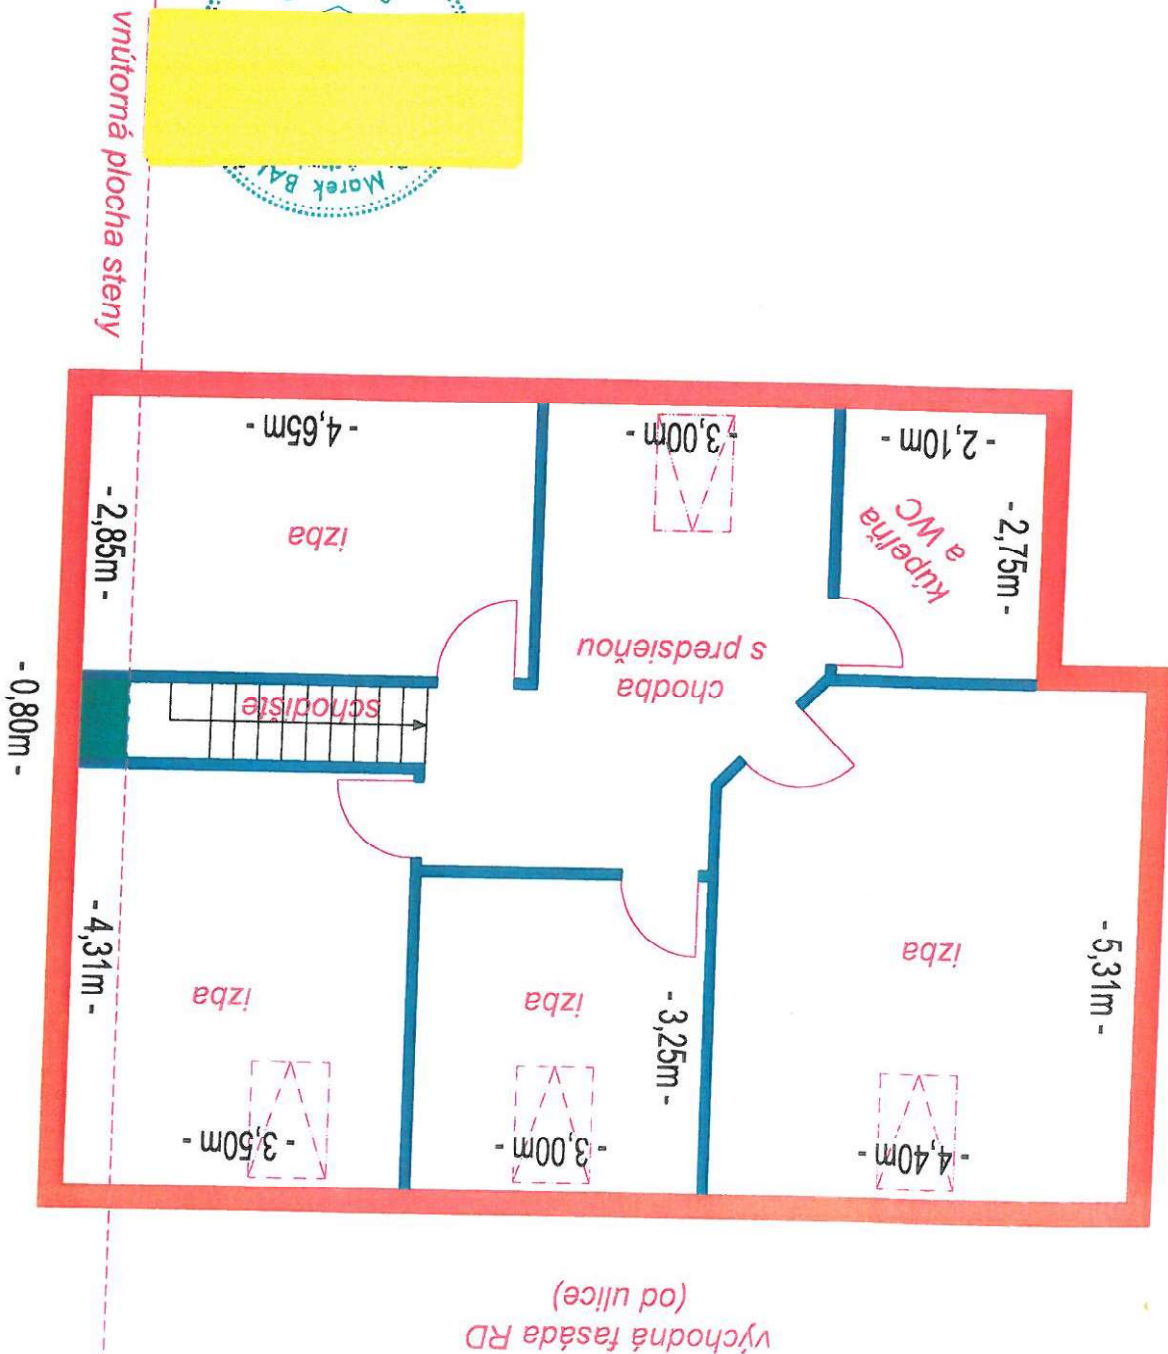 východná fasáda RD
(od ulice)
- 4,40m -
- 3,00m -
- 3,50m -
izba
izba
izba
- 5,31m -
- 3,25m -
- 4,31m -
chodba
s predsieňou
schodište
- 0,80m -
kúpeľňa
a WC
izba
- 2,75m -
- 2,85m -
- 2,10m -
- 3,00m -
- 4,65m -
vnútorná plocha steny
Marek